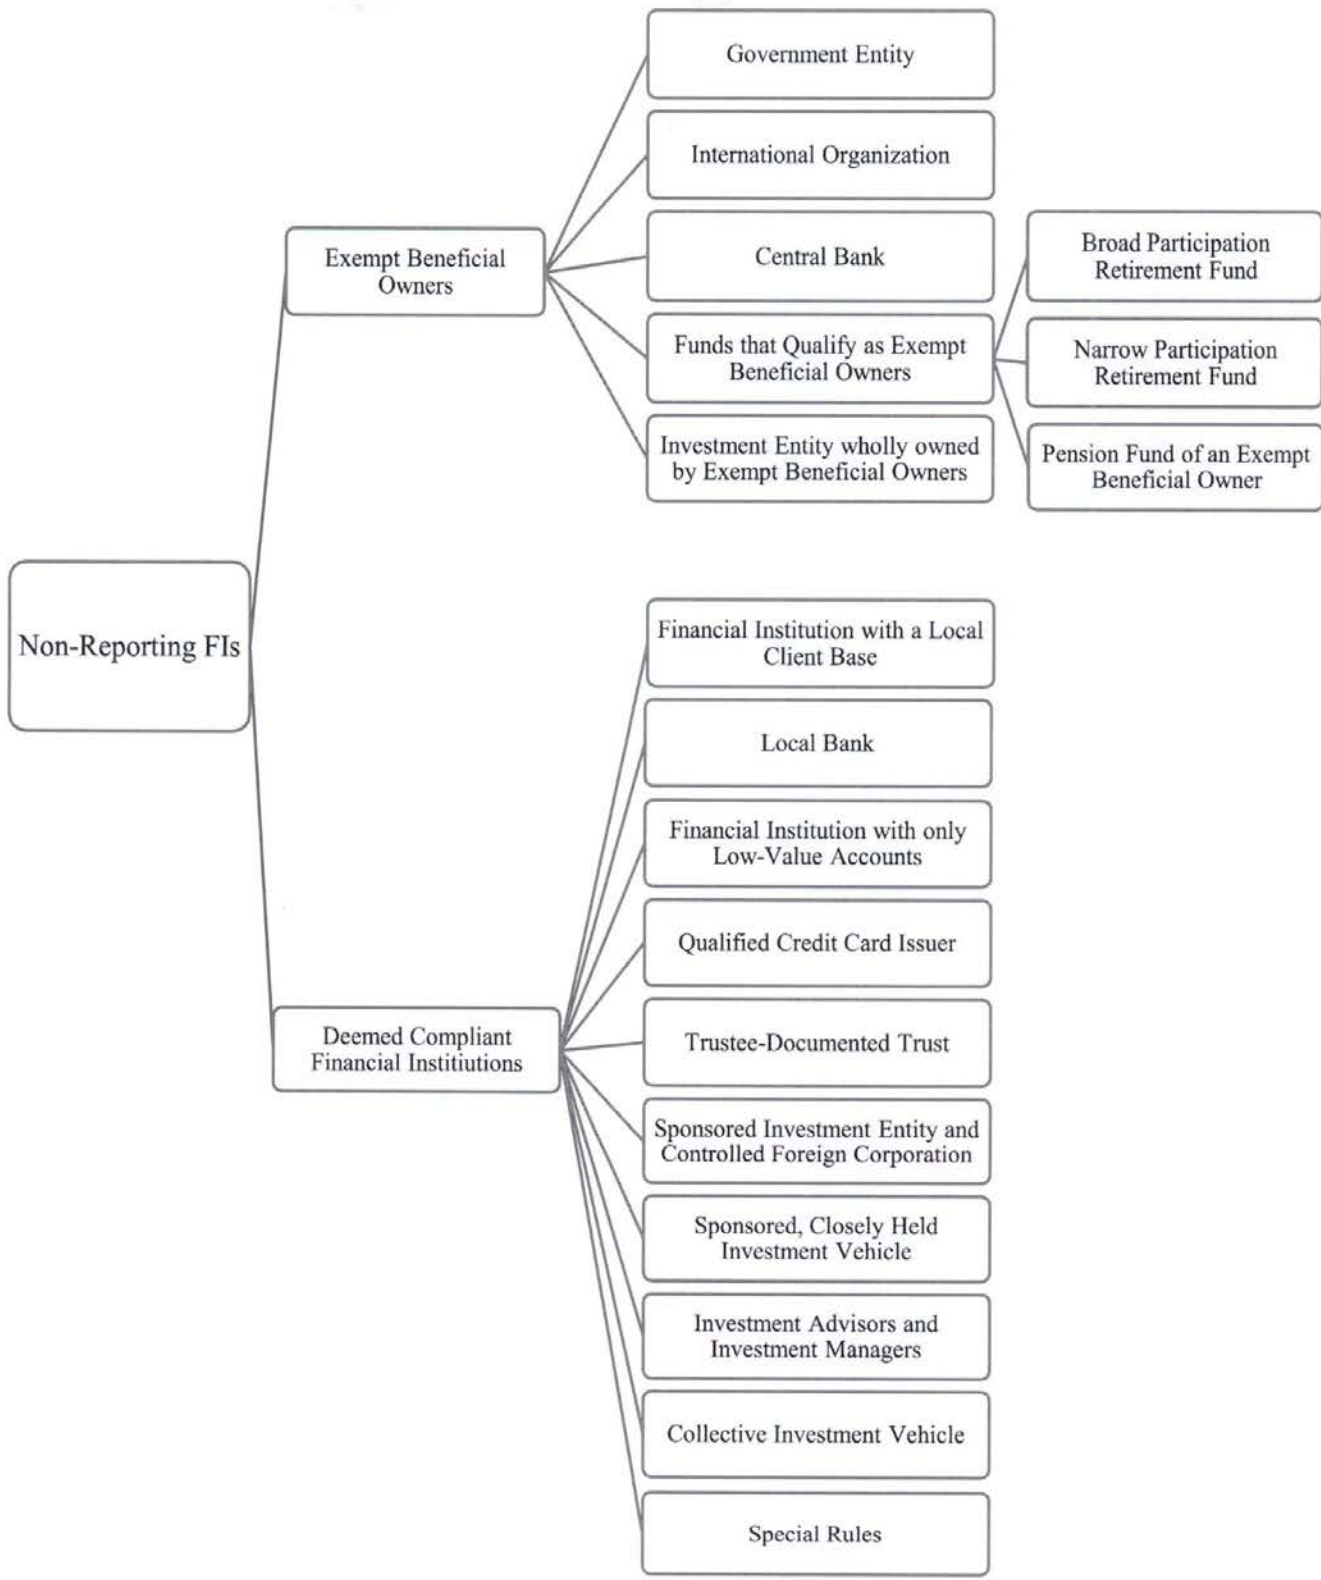 Non-Reporting FIs
Exempt Beneficial
Owners
Government Entity
International Organization
Central Bank
Funds that Qualify as Exempt
Beneficial Owners
Broad Participation
Retirement Fund
Narrow Participation
Retirement Fund
Pension Fund of an Exempt
Beneficial Owner
Investment Entity wholly owned
by Exempt Beneficial Owners
Deemed Compliant
Financial Institiutions
Financial Institution with a Local
Client Base
Local Bank
Financial Institution with only
Low-Value Accounts
Qualified Credit Card Issuer
Trustee-Documented Trust
Sponsored Investment Entity and
Controlled Foreign Corporation
Sponsored, Closely Held
Investment Vehicle
Investment Advisors and
Investment Managers
Collective Investment Vehicle
Special Rules